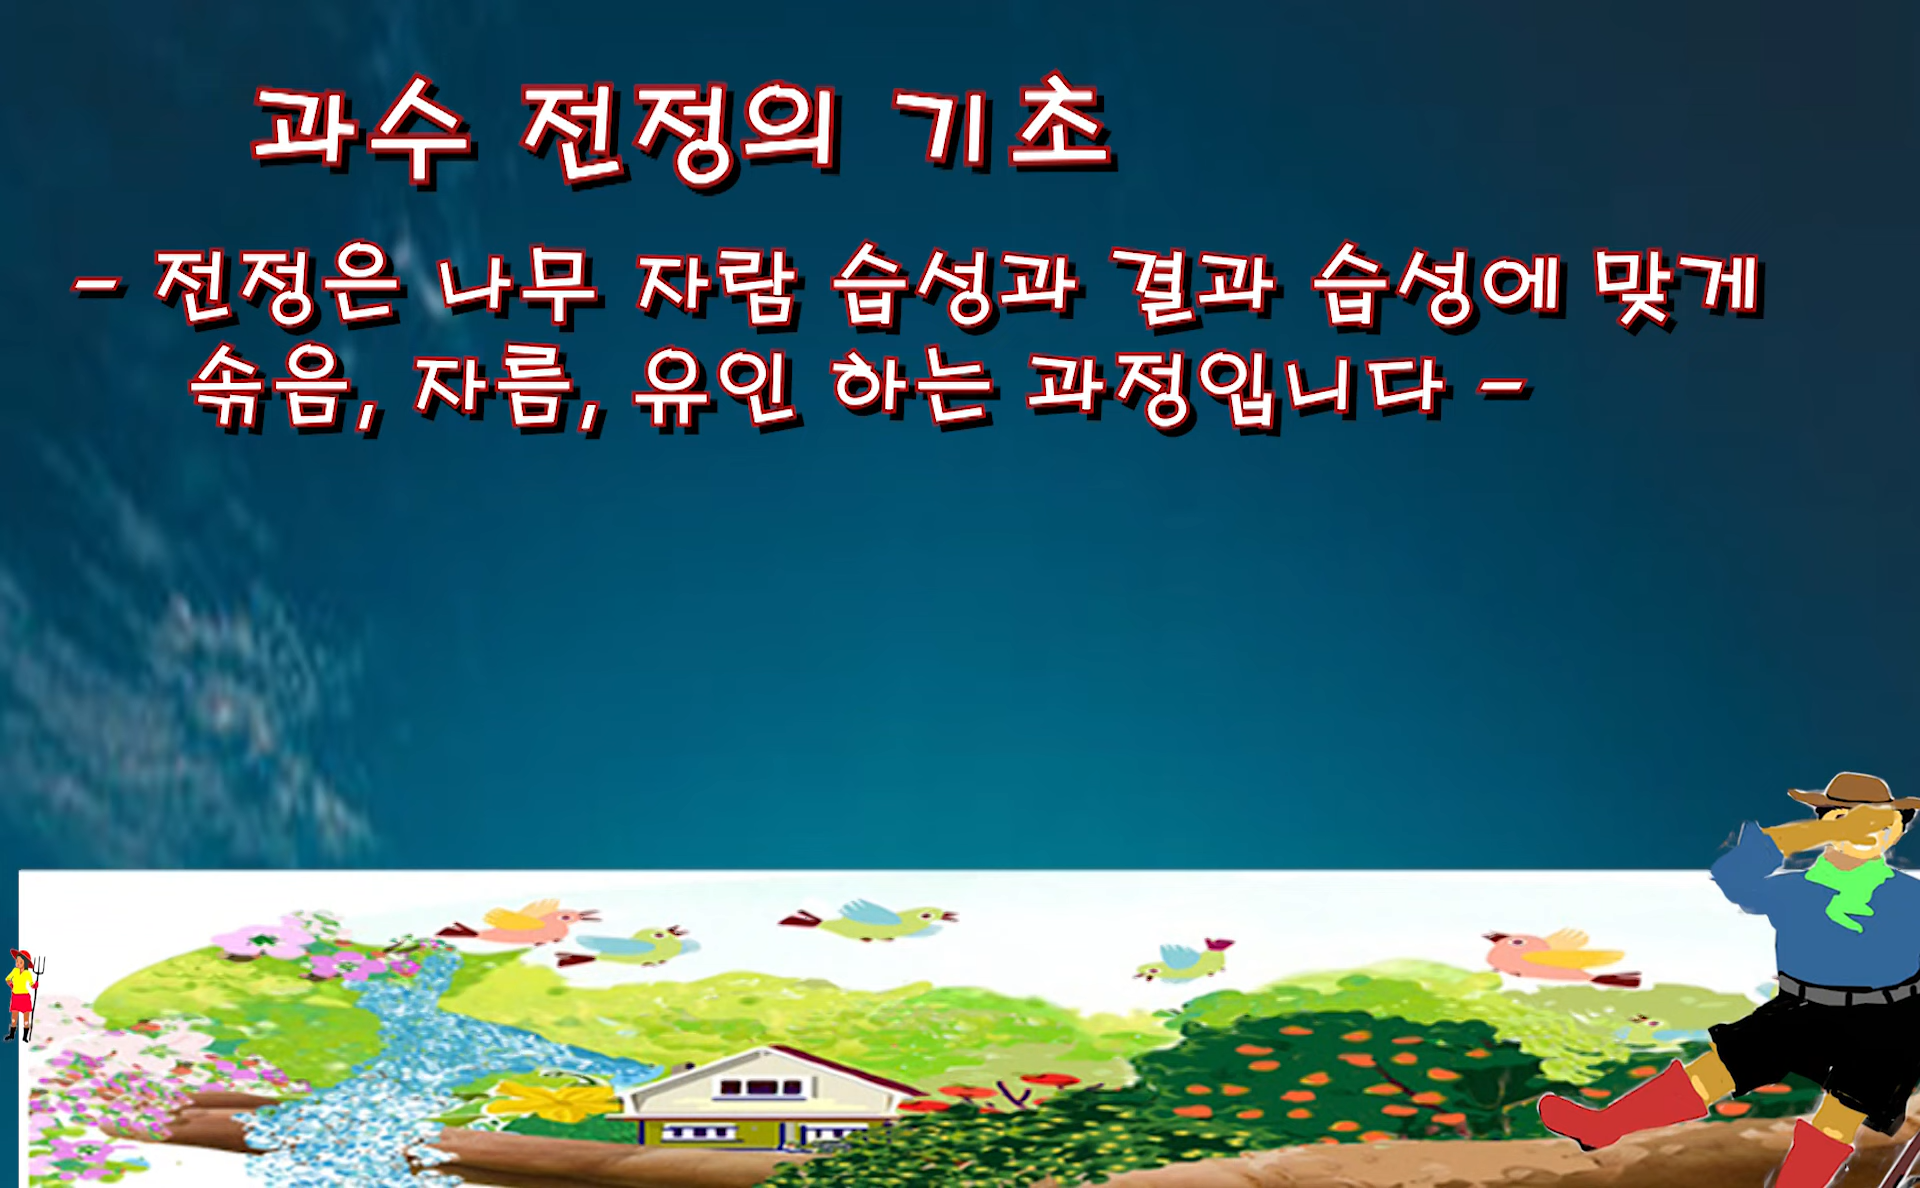 과수 전정의 기초
- 전정은 나무 자람 습성과 결과 습성에 맞게
솎음, 자름, 유인 하는 과정입니다 -